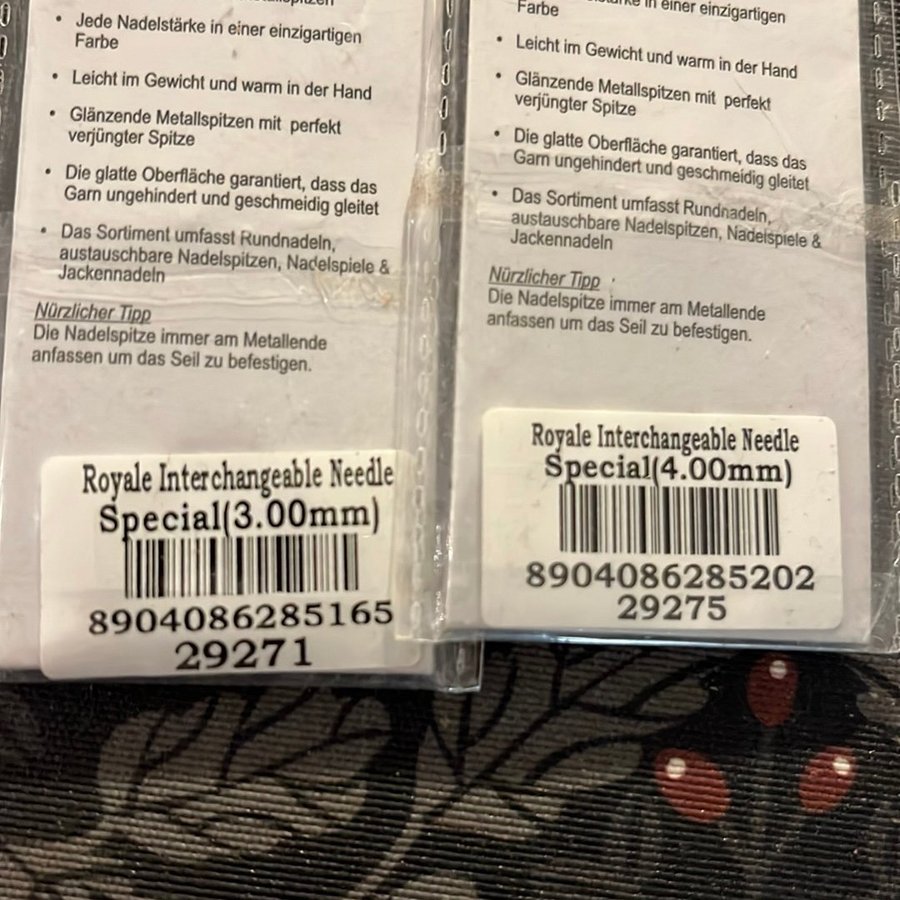 • Jede Nadelstärke in einer einzigartigen
Farbe
• Leicht im Gewicht und warm in der Hand
• Glänzende Metallspitzen mit perfekt
verjüngter Spitze
• Die glatte Oberfläche garantiert, dass das
Garn ungehindert und geschmeidig gleitet
• Das Sortiment umfasst Rundnadeln,
austauschbare Nadelspitzen, Nadelspiele &
Jackennadeln
Nürzlicher Tipp
Die Nadelspitze immer am Metallende
anfassen um das Seil zu befestigen.
Royale Interchangeable Needle
Special(3.00mm)
8904086285165
29271
in einer einzigartigen
Farbe
• Leicht im Gewicht und warm in der Hand
• Glänzende Metallspitzen mit perfekt
verjüngter Spitze
• Die glatte Oberfläche garantiert, dass das
Garn ungehindert und geschmeidig gleitet
• Das Sortiment umfasst Rundnadeln,
austauschbare Nadelspitzen, Nadelspiele &
Jackennadeln
Nürzlicher Tipp
Die Nadelspitze immer am Metallende
anfassen um das Seil zu befestigen.
Royale Interchangeable Needle
Special(4.00mm)
8904086285202
29275